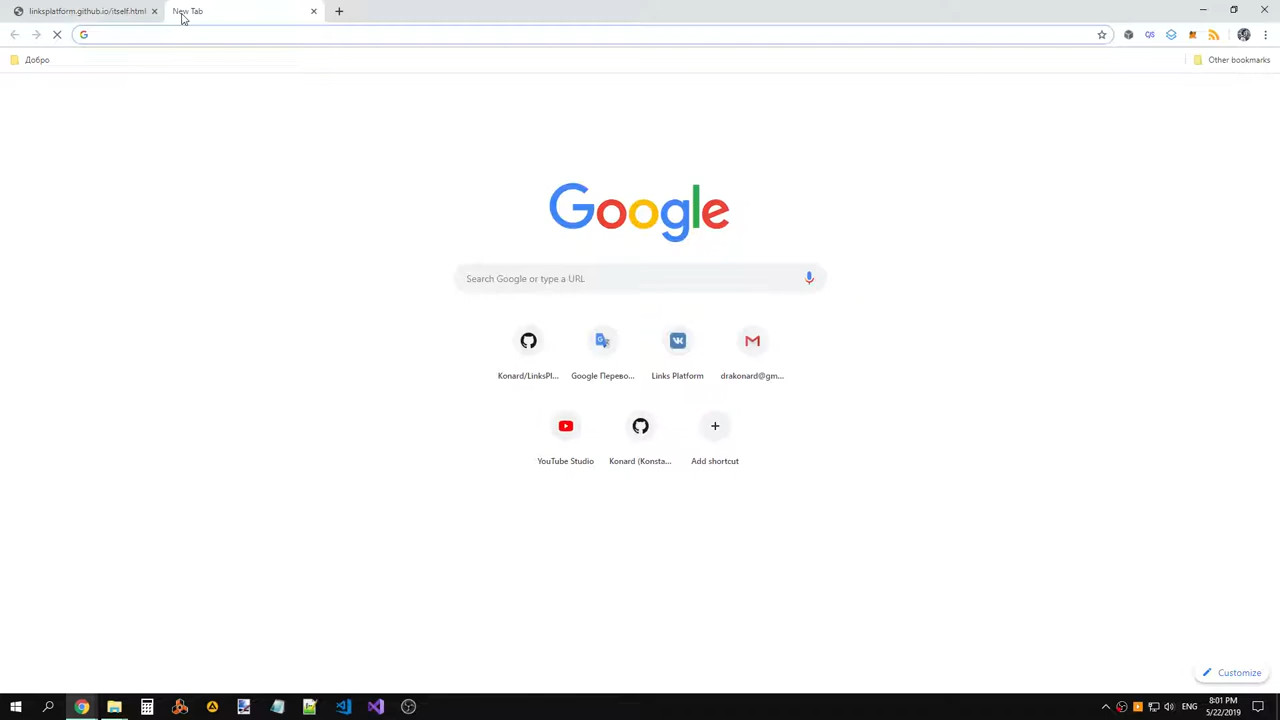 linksplatform.github.io/itself.html
New Tab
Добро
Other bookmarks
Google
Search Google or type a URL
Konard/LinksPl...
Google Перево...
Links Platform
drakonard@gm...
YouTube Studio
Konard (Konsta...
Add shortcut
Customize
ENG
8:01 PM
5/22/2019